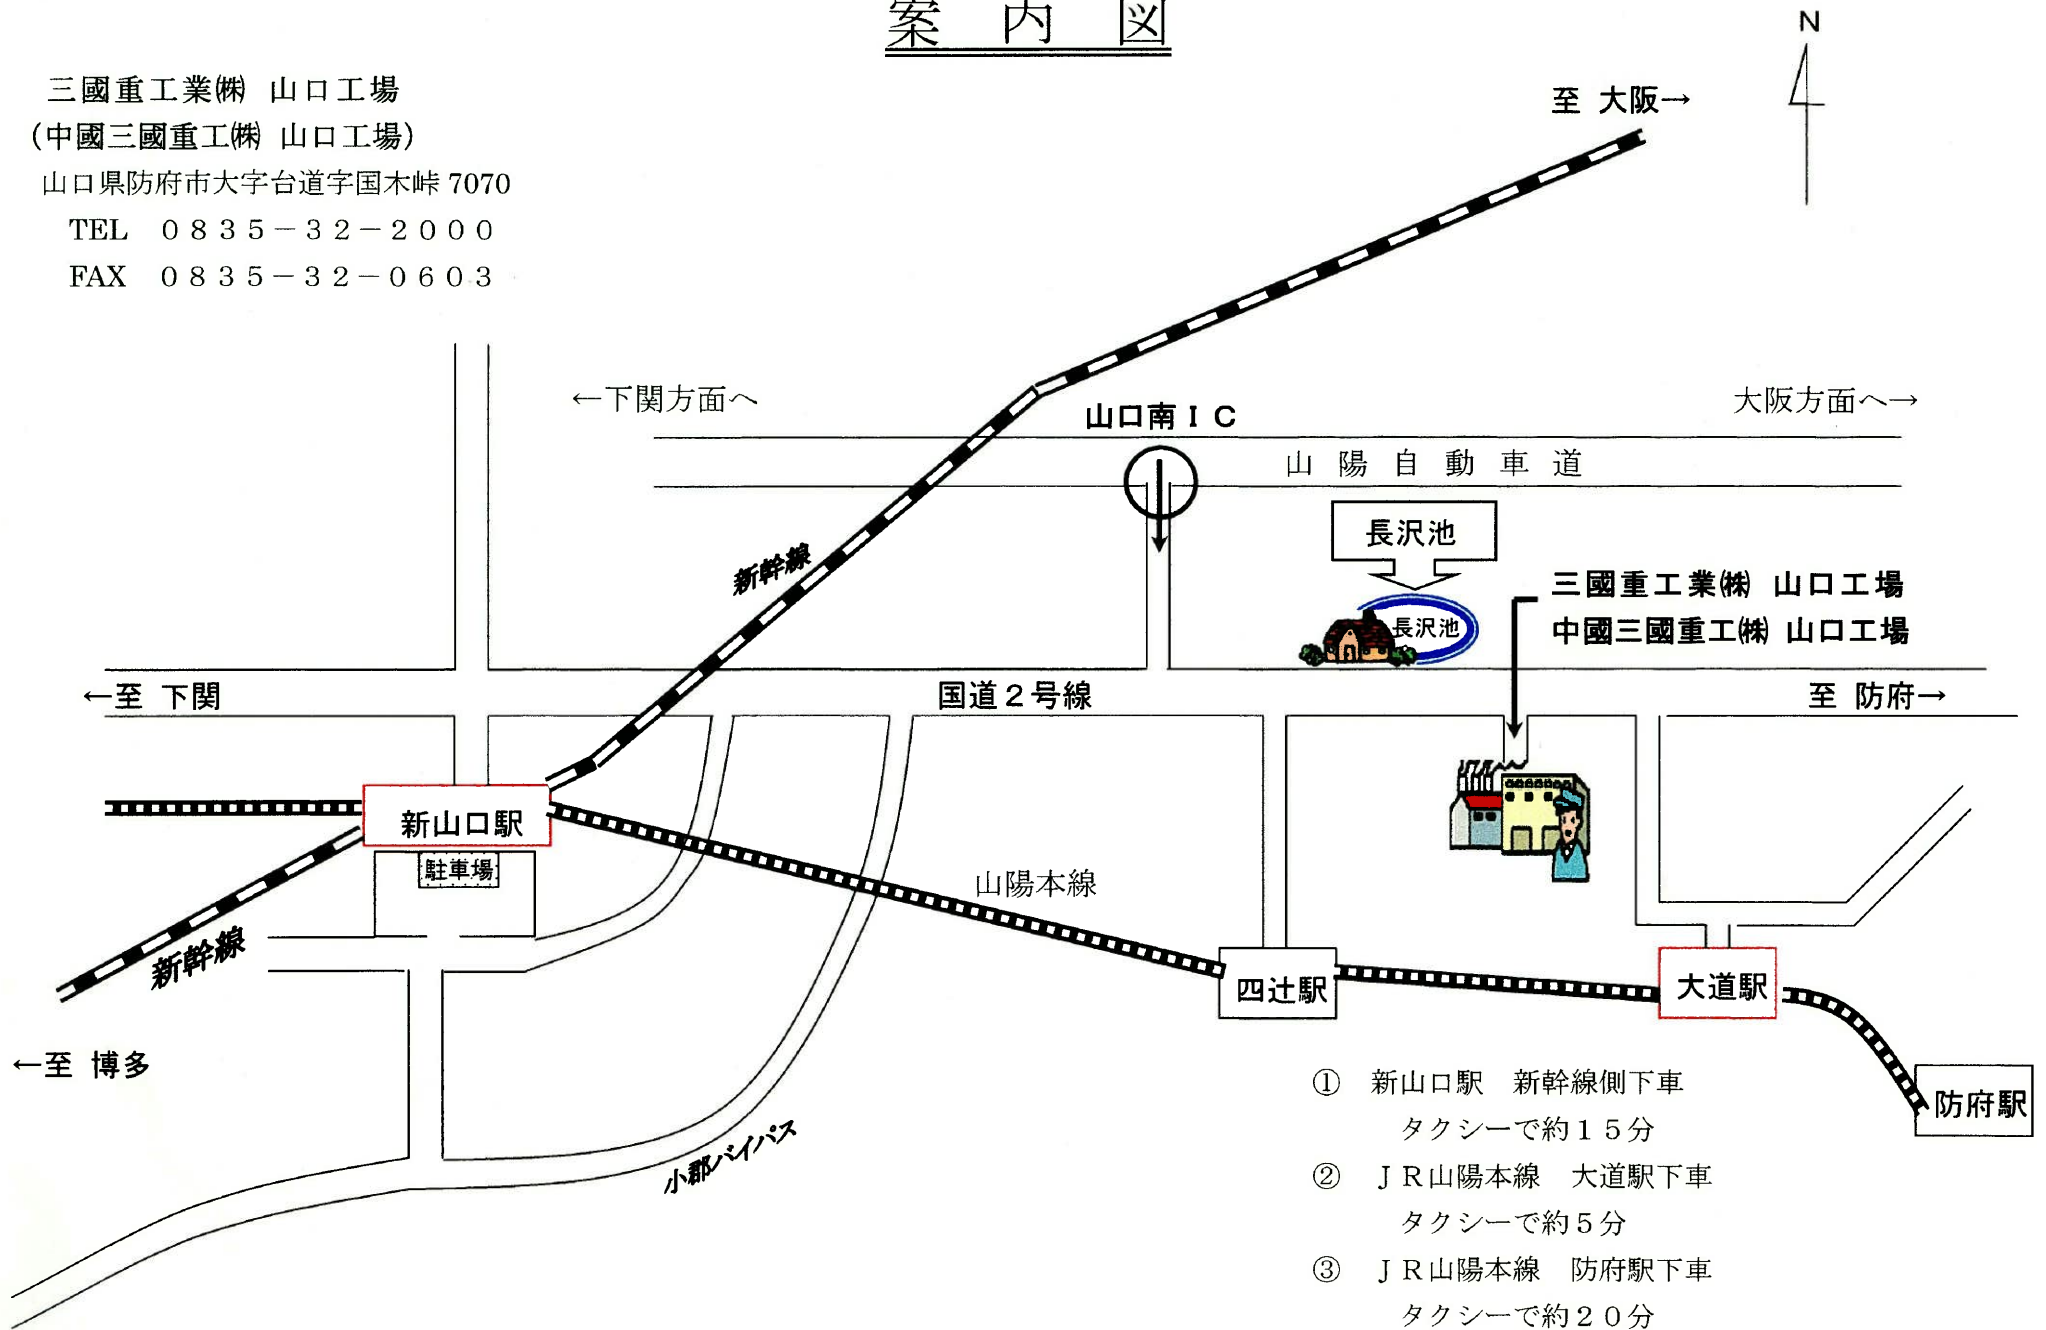 案内図
N
三國重工業㈱ 山口工場
(中國三國重工㈱ 山口工場)
山口県防府市大字台道字国木峠 7070
TEL ０８３５－３２－２０００
FAX ０８３５－３２－０６０３
至 大阪→
←下関方面へ
山口南ＩＣ
大阪方面へ→
山陽自動車道
長沢池
新幹線
三國重工業㈱ 山口工場
長沢池
中國三國重工㈱ 山口工場
←至 下関
国道２号線
至 防府→
新山口駅
駐車場
山陽本線
新幹線
四辻駅
大道駅
←至 博多
防府駅
小郡バイパス
① 新山口駅 新幹線側下車
タクシーで約１５分
② ＪＲ山陽本線 大道駅下車
タクシーで約５分
③ ＪＲ山陽本線 防府駅下車
タクシーで約２０分